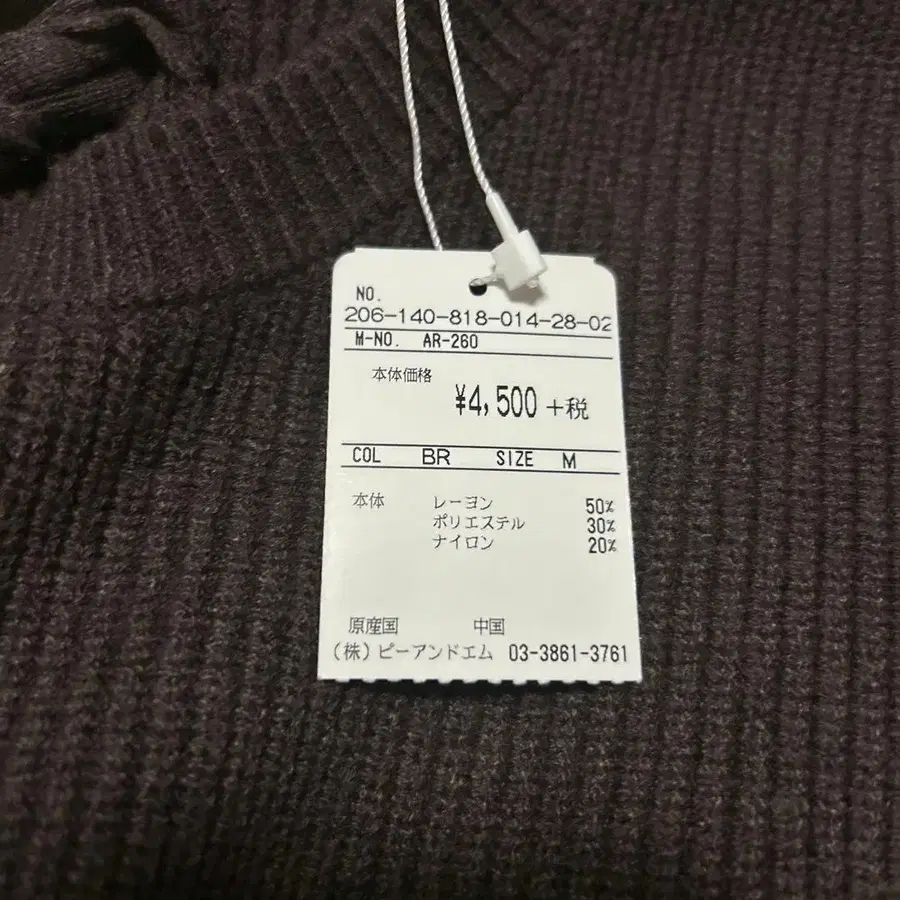 NO.
206-140-818-014-28-02
M-NO. AR-260
本体価格
¥4,500 +税
COL BR SIZE M
本体 レーヨン 50%
ポリエステル 30%
ナイロン 20%
原産国 中国
(株)ピーアンドエム 03-3861-3761